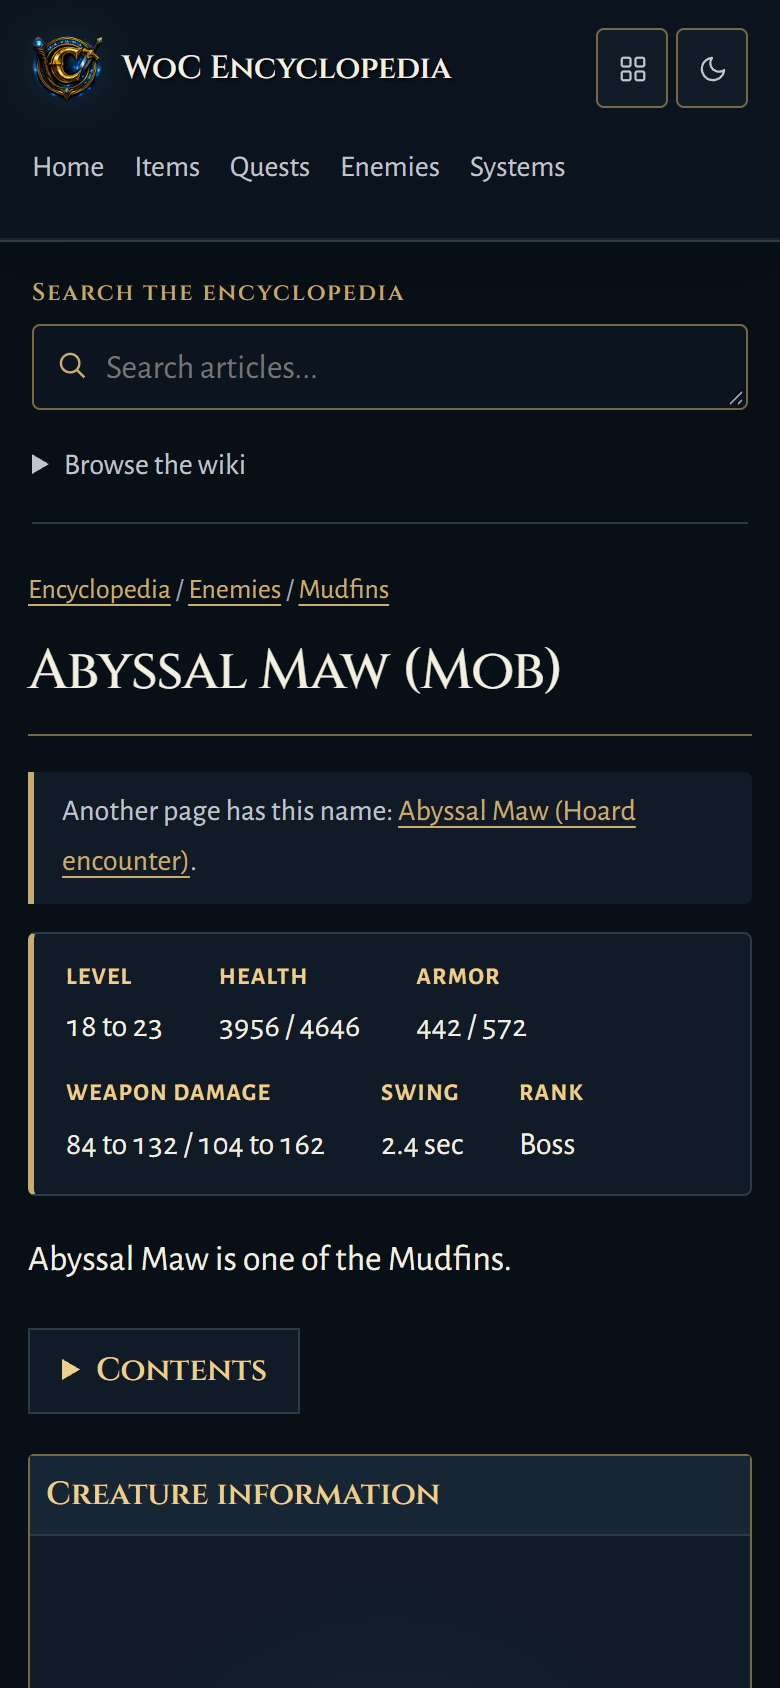 WoC Encyclopedia
Home Items Quests Enemies Systems
Search the encyclopedia
Search articles...
Browse the wiki
Encyclopedia / Enemies / Mudfins
Abyssal Maw (Mob)
Another page has this name: Abyssal Maw (Hoard
encounter).
LEVEL HEALTH ARMOR
18 to 23 3956 / 4646 442 / 572
WEAPON DAMAGE SWING RANK
84 to 132 / 104 to 162 2.4 sec Boss
Abyssal Maw is one of the Mudfins.
Contents
Creature information